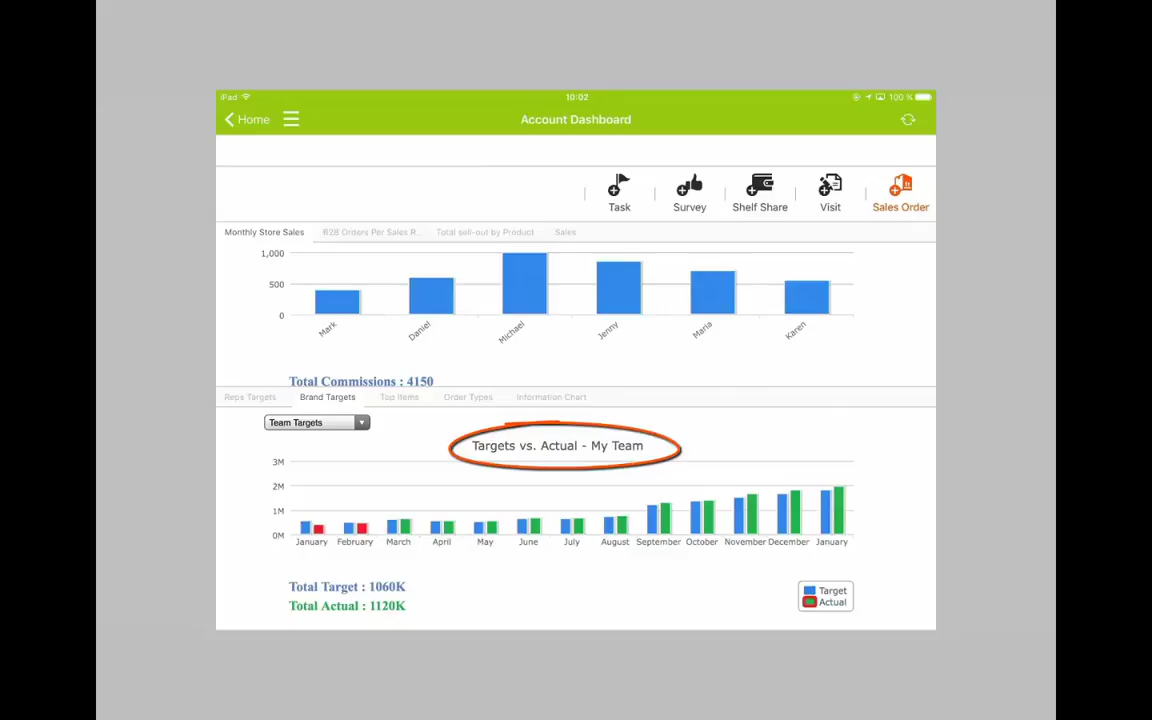 iPad 10:02 100 %
Home Account Dashboard
Task Survey Shelf Share Visit Sales Order
Monthly Store Sales B2B Orders Per Sales R... Total sell-out by Product Sales
1,000
500
0
Mark Daniel Michael Jenny Maria Karen
Total Commissions : 4150
Reps Targets Brand Targets Top Items Order Types Information Chart
Team Targets
Targets vs. Actual - My Team
3M
2M
1M
0M
January February March April May June July August September October November December January
Total Target : 1060K
Total Actual : 1120K
Target
Actual